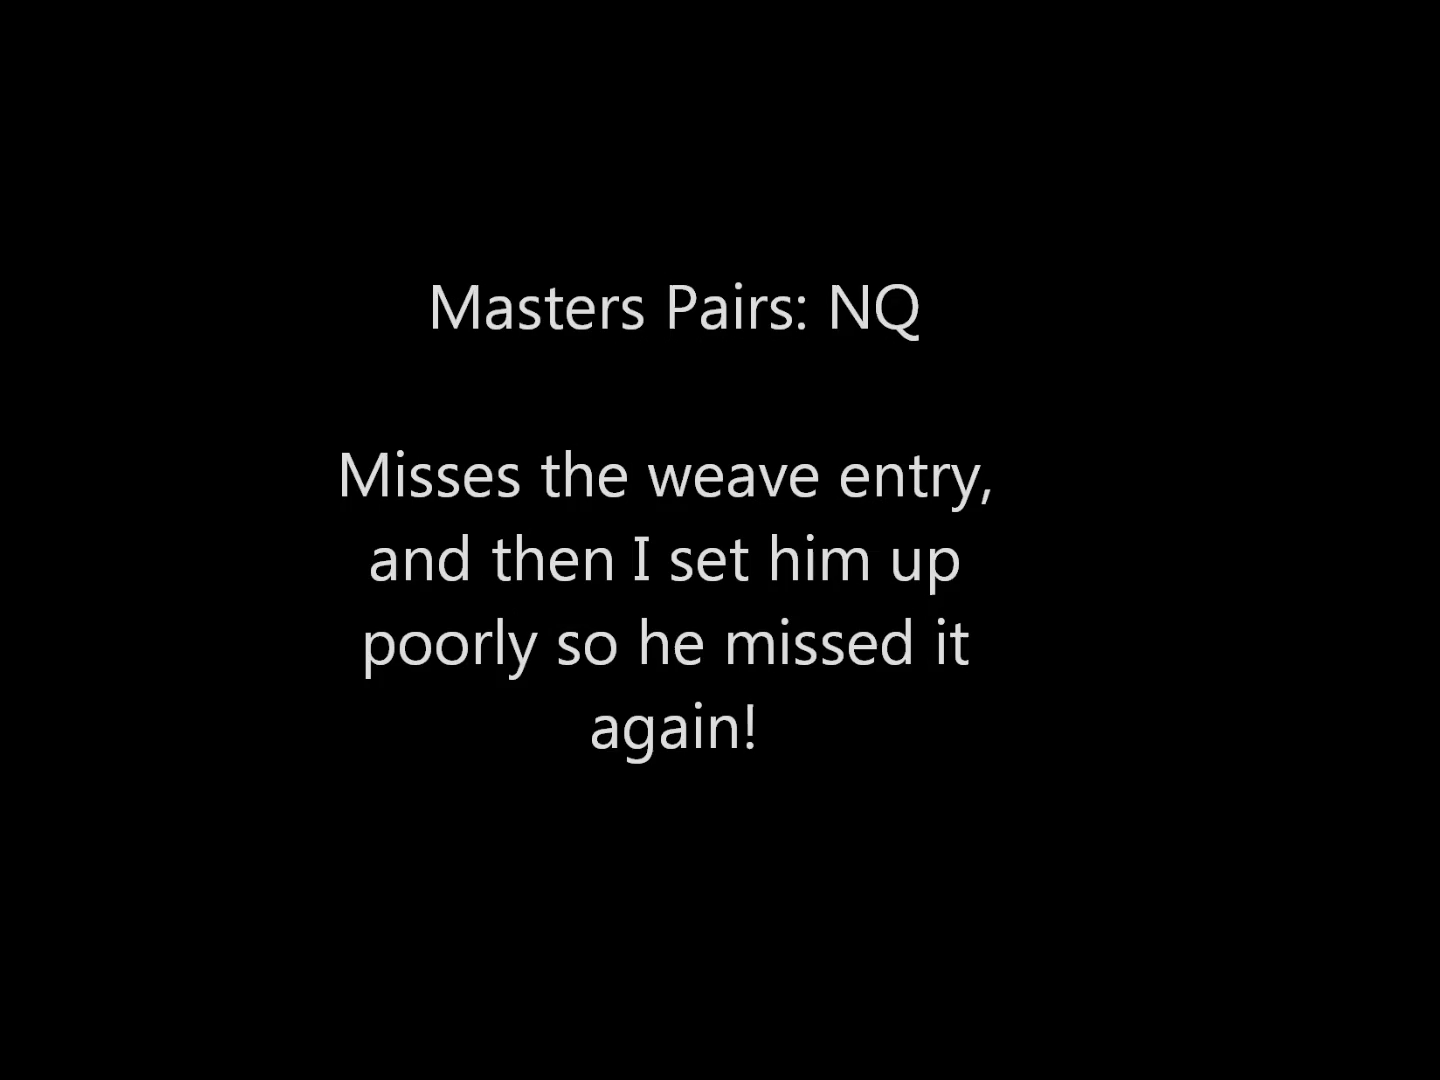 Masters Pairs: NQ
Misses the weave entry,
and then I set him up
poorly so he missed it
again!